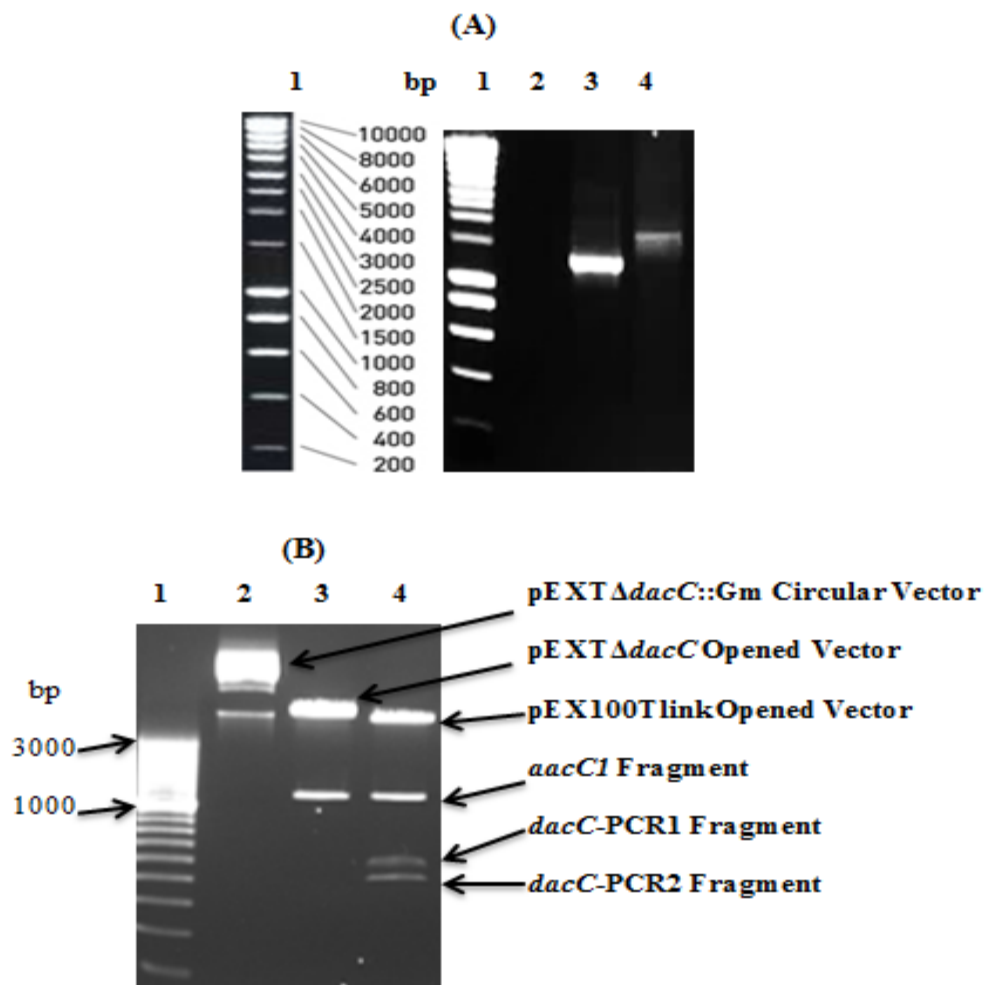 (A)
1 bp 1 2 3 4
10000
8000
6000
5000
4000
3000
2500
2000
1500
1000
800
600
400
200
(B)
1 2 3 4
pEXTΔdacC::Gm Circular Vector
pEXTΔdacC Opened Vector
bp
pEX100Tlink Opened Vector
3000
aacC1 Fragment
1000
dacC-PCR1 Fragment
dacC-PCR2 Fragment